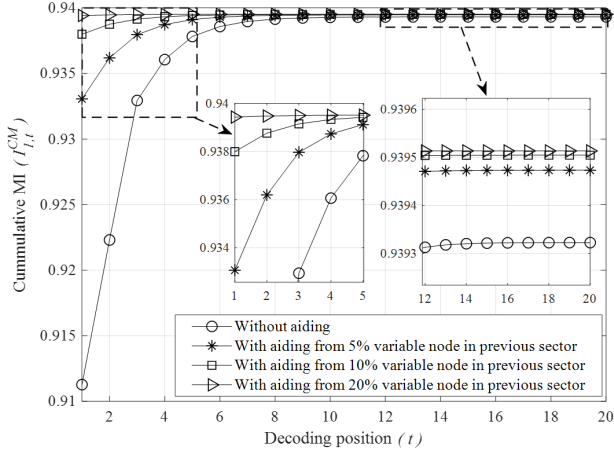 0.94
0.935
0.93
0.925
0.92
0.915
0.91
Cummulative MI ( I_{1,t}^{CM} )
2 4 6 8 10 12 14 16 18 20
Decoding position ( t )
0.94
0.938
0.936
0.934
1 2 3 4 5
0.9396
0.9395
0.9394
0.9393
12 14 16 18 20
Without aiding
With aiding from 5% variable node in previous sector
With aiding from 10% variable node in previous sector
With aiding from 20% variable node in previous sector